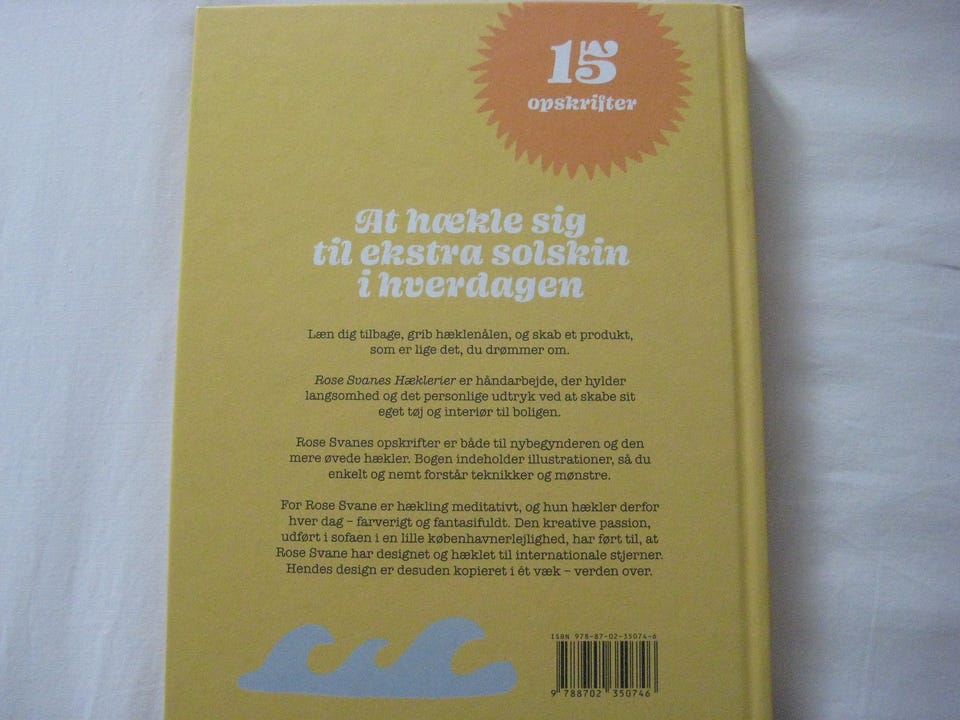 15
opskrifter
At hækle sig
til ekstra solskin
i hverdagen
Læn dig tilbage, grib hæklenålen, og skab et produkt,
som er lige det, du drømmer om.
Rose Svanes Hæklerier er håndarbejde, der hylder
langsomhed og det personlige udtryk ved at skabe sit
eget tøj og interiør til boligen.
Rose Svanes opskrifter er både til nybegynderen og den
mere øvede hækler. Bogen indeholder illustrationer, så du
enkelt og nemt forstår teknikker og mønstre.
For Rose Svane er hækling meditativt, og hun hækler derfor
hver dag – farverigt og fantasifuldt. Den kreative passion,
udført i sofaen i en lille københavnerlejlighed, har ført til, at
Rose Svane har designet og hæklet til internationale stjerner.
Hendes design er desuden kopieret i ét væk – verden over.
ISBN 978-87-02-35074-6
9 788702 350746